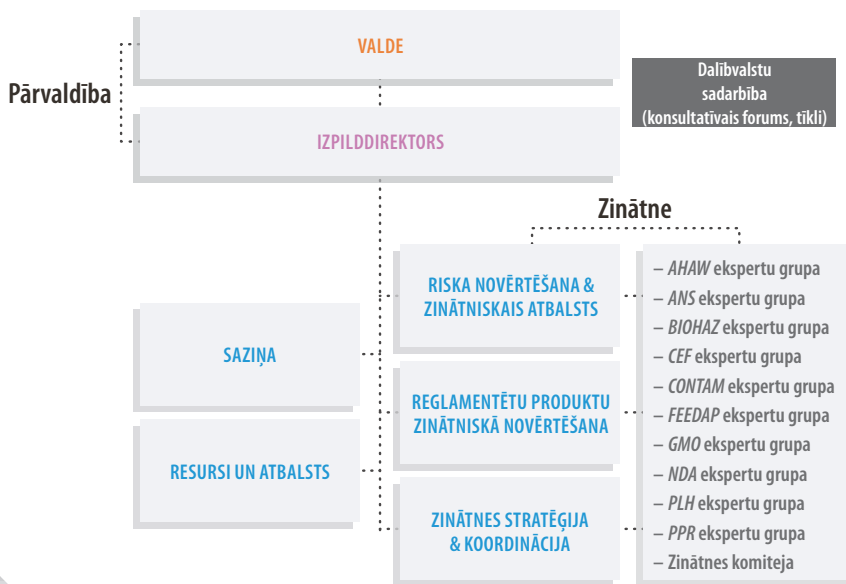 VALDE
Pārvaldība
Dalībvalstu
sadarbība
(konsultatīvais forums, tīkli)
IZPILDDIREKTORS
Zinātne
RISKA NOVĒRTĒŠANA &
ZINĀTNISKAIS ATBALSTS
SAZIŅA
REGLAMENTĒTU PRODUKTU
ZINĀTNISKĀ NOVĒRTĒŠANA
RESURSI UN ATBALSTS
ZINĀTNES STRATĒĢIJA
& KOORDINĀCIJA
– AHAW ekspertu grupa
– ANS ekspertu grupa
– BIOHAZ ekspertu grupa
– CEF ekspertu grupa
– CONTAM ekspertu grupa
– FEEDAP ekspertu grupa
– GMO ekspertu grupa
– NDA ekspertu grupa
– PLH ekspertu grupa
– PPR ekspertu grupa
– Zinātnes komiteja